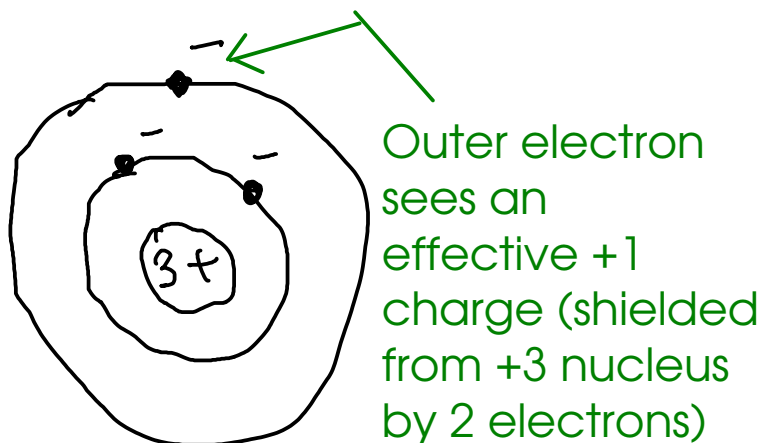 3+
Outer electron
sees an
effective +1
charge (shielded
from +3 nucleus
by 2 electrons)